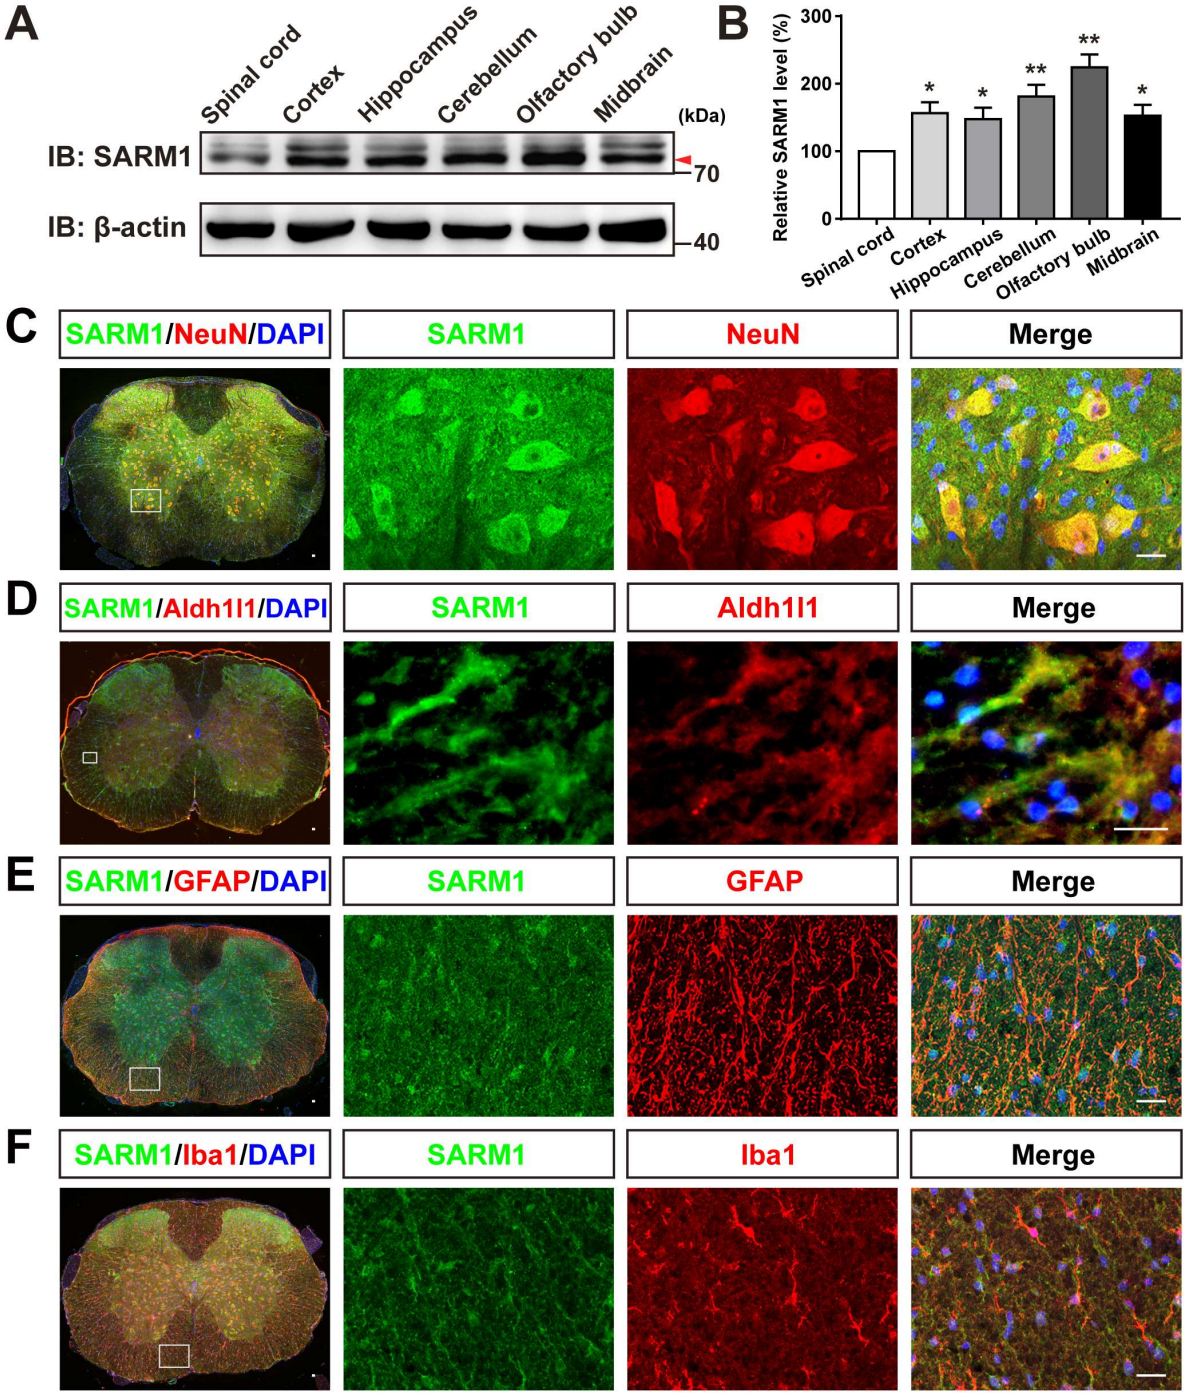 A
Spinal cord
Cortex
Hippocampus
Cerebellum
Olfactory bulb
Midbrain
(kDa)
IB: SARM1
70
IB: β-actin
40
B
Relative SARM1 level (%)
300
200
100
0
*
*
**
**
*
Spinal cord
Cortex
Hippocampus
Cerebellum
Olfactory bulb
Midbrain
C
SARM1/NeuN/DAPI
SARM1
NeuN
Merge
D
SARM1/Aldh1l1/DAPI
SARM1
Aldh1l1
Merge
E
SARM1/GFAP/DAPI
SARM1
GFAP
Merge
F
SARM1/Iba1/DAPI
SARM1
Iba1
Merge